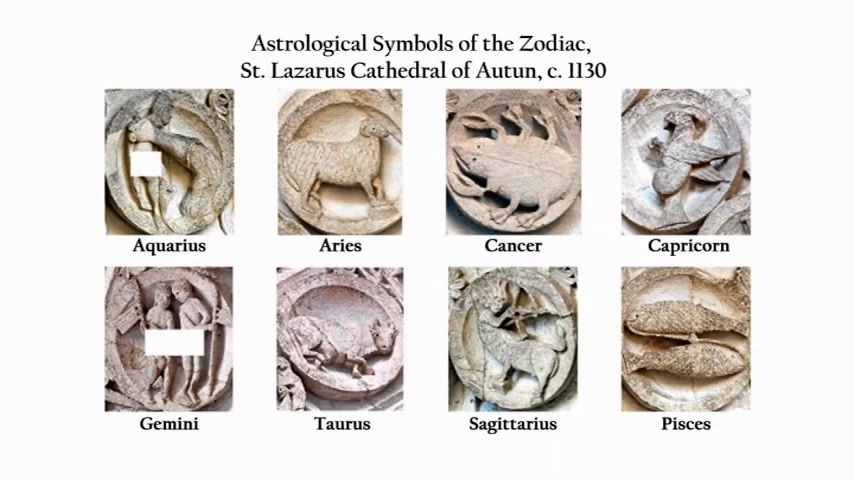 Astrological Symbols of the Zodiac,
St. Lazarus Cathedral of Autun, c. 1130
Aquarius
Aries
Cancer
Capricorn
Gemini
Taurus
Sagittarius
Pisces